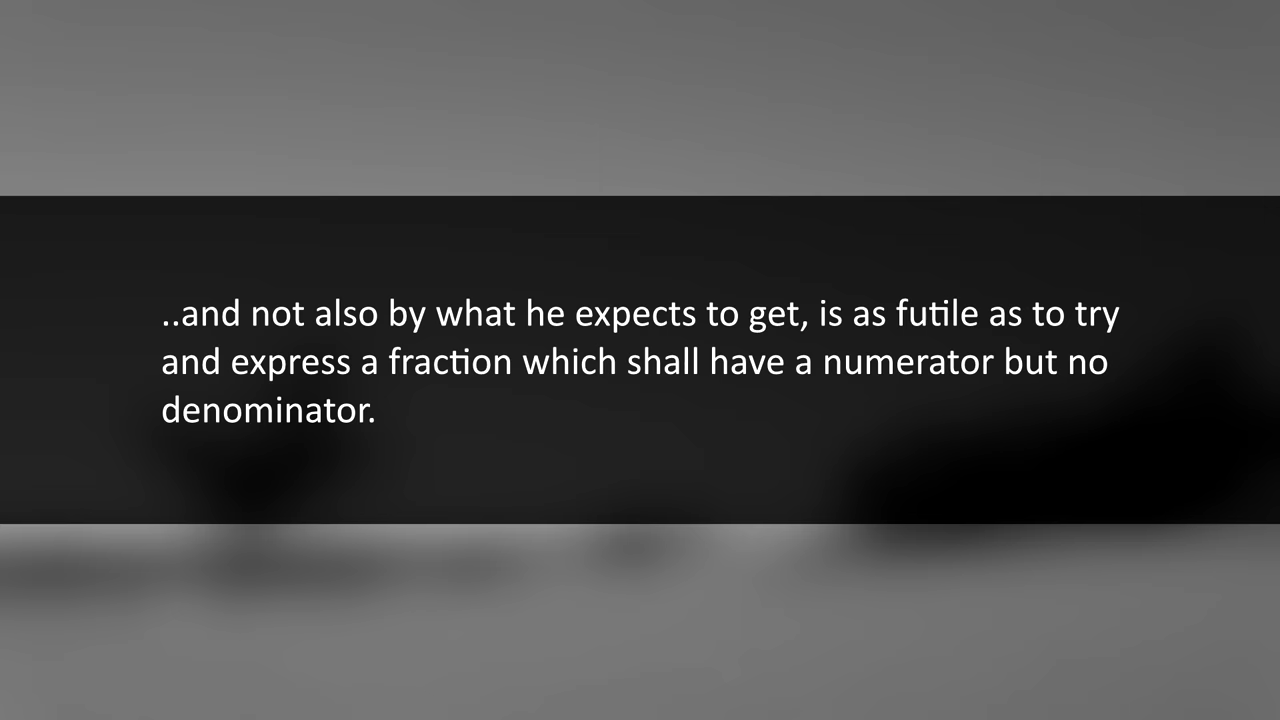 ..and not also by what he expects to get, is as futile as to try
and express a fraction which shall have a numerator but no
denominator.